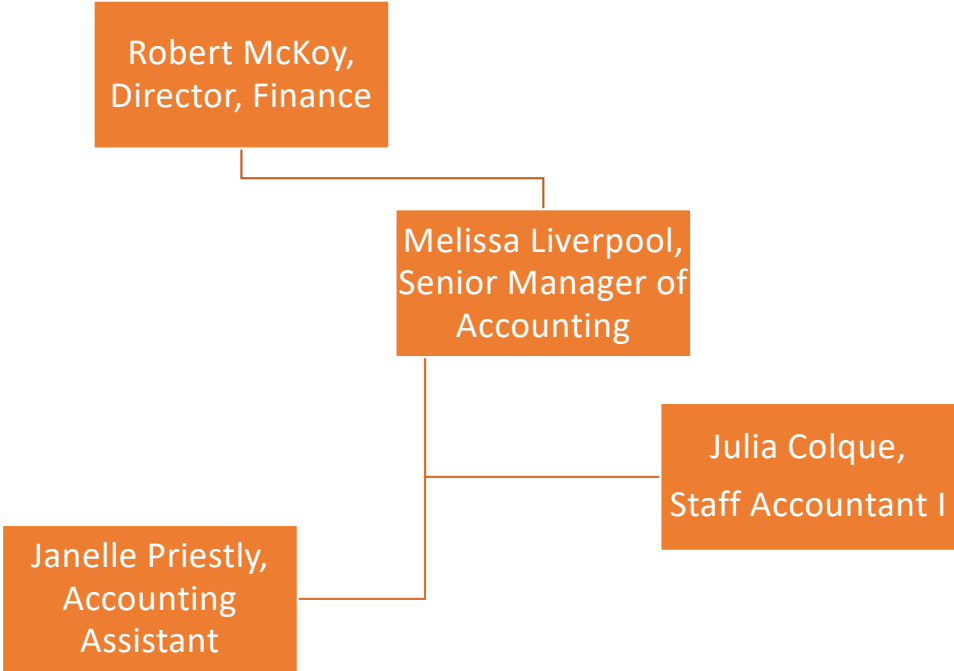 Robert McKoy,
Director, Finance
Melissa Liverpool,
Senior Manager of
Accounting
Julia Colque,
Staff Accountant I
Janelle Priestly,
Accounting
Assistant